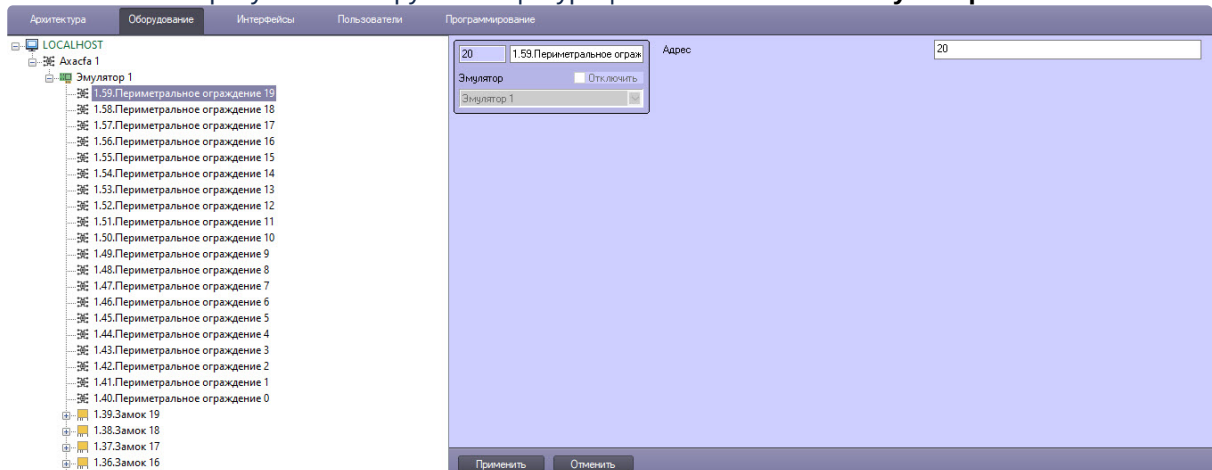 Архитектура Оборудование Интерфейсы Пользователи Программирование
LOCALHOST
Axacfa 1
Эмулятор 1
1.59.Периметральное ограждение 19
1.58.Периметральное ограждение 18
1.57.Периметральное ограждение 17
1.56.Периметральное ограждение 16
1.55.Периметральное ограждение 15
1.54.Периметральное ограждение 14
1.53.Периметральное ограждение 13
1.52.Периметральное ограждение 12
1.51.Периметральное ограждение 11
1.50.Периметральное ограждение 10
1.49.Периметральное ограждение 9
1.48.Периметральное ограждение 8
1.47.Периметральное ограждение 7
1.46.Периметральное ограждение 6
1.45.Периметральное ограждение 5
1.44.Периметральное ограждение 4
1.43.Периметральное ограждение 3
1.42.Периметральное ограждение 2
1.41.Периметральное ограждение 1
1.40.Периметральное ограждение 0
1.39.Замок 19
1.38.Замок 18
1.37.Замок 17
1.36.Замок 16
20 1.59.Периметральное ограж
Эмулятор Отключить
Эмулятор 1
Адрес 20
Применить Отменить